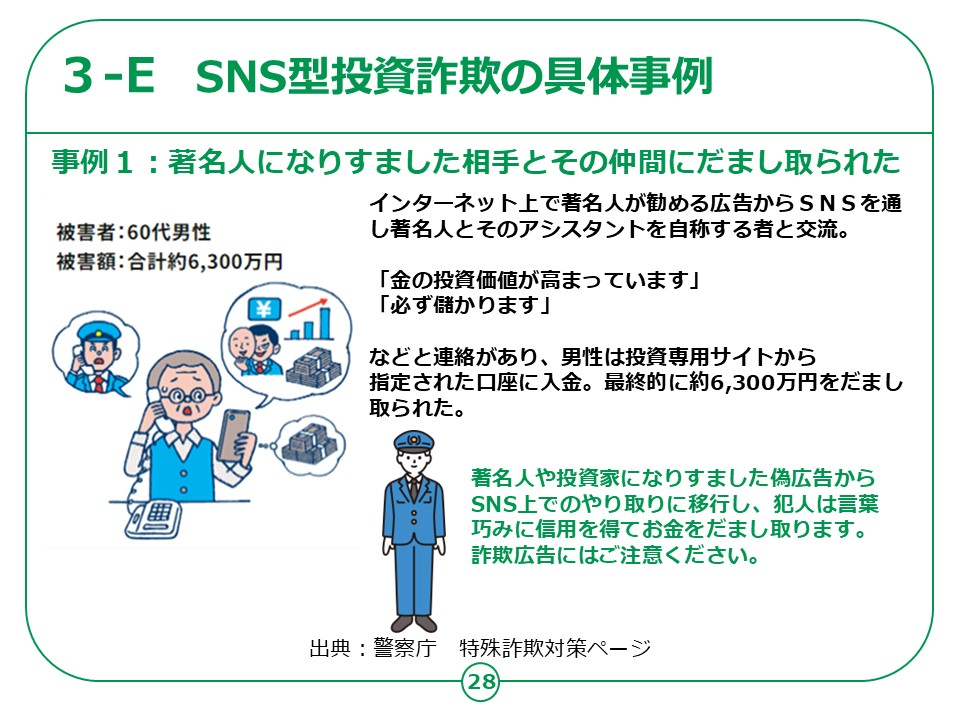 ３-E　SNS型投資詐欺の具体事例
事例１：著名人になりすました相手とその仲間にだまし取られた
被害者：60代男性
被害額：合計約6,300万円
¥
インターネット上で著名人が勧める広告からＳＮＳを通
し著名人とそのアシスタントを自称する者と交流。
「金の投資価値が高まっています」
「必ず儲かります」
などと連絡があり、男性は投資専用サイトから
指定された口座に入金。最終的に約6,300万円をだまし
取られた。
著名人や投資家になりすました偽広告から
SNS上でのやり取りに移行し、犯人は言葉
巧みに信用を得てお金をだまし取ります。
詐欺広告にはご注意ください。
出典：警察庁　特殊詐欺対策ページ
28